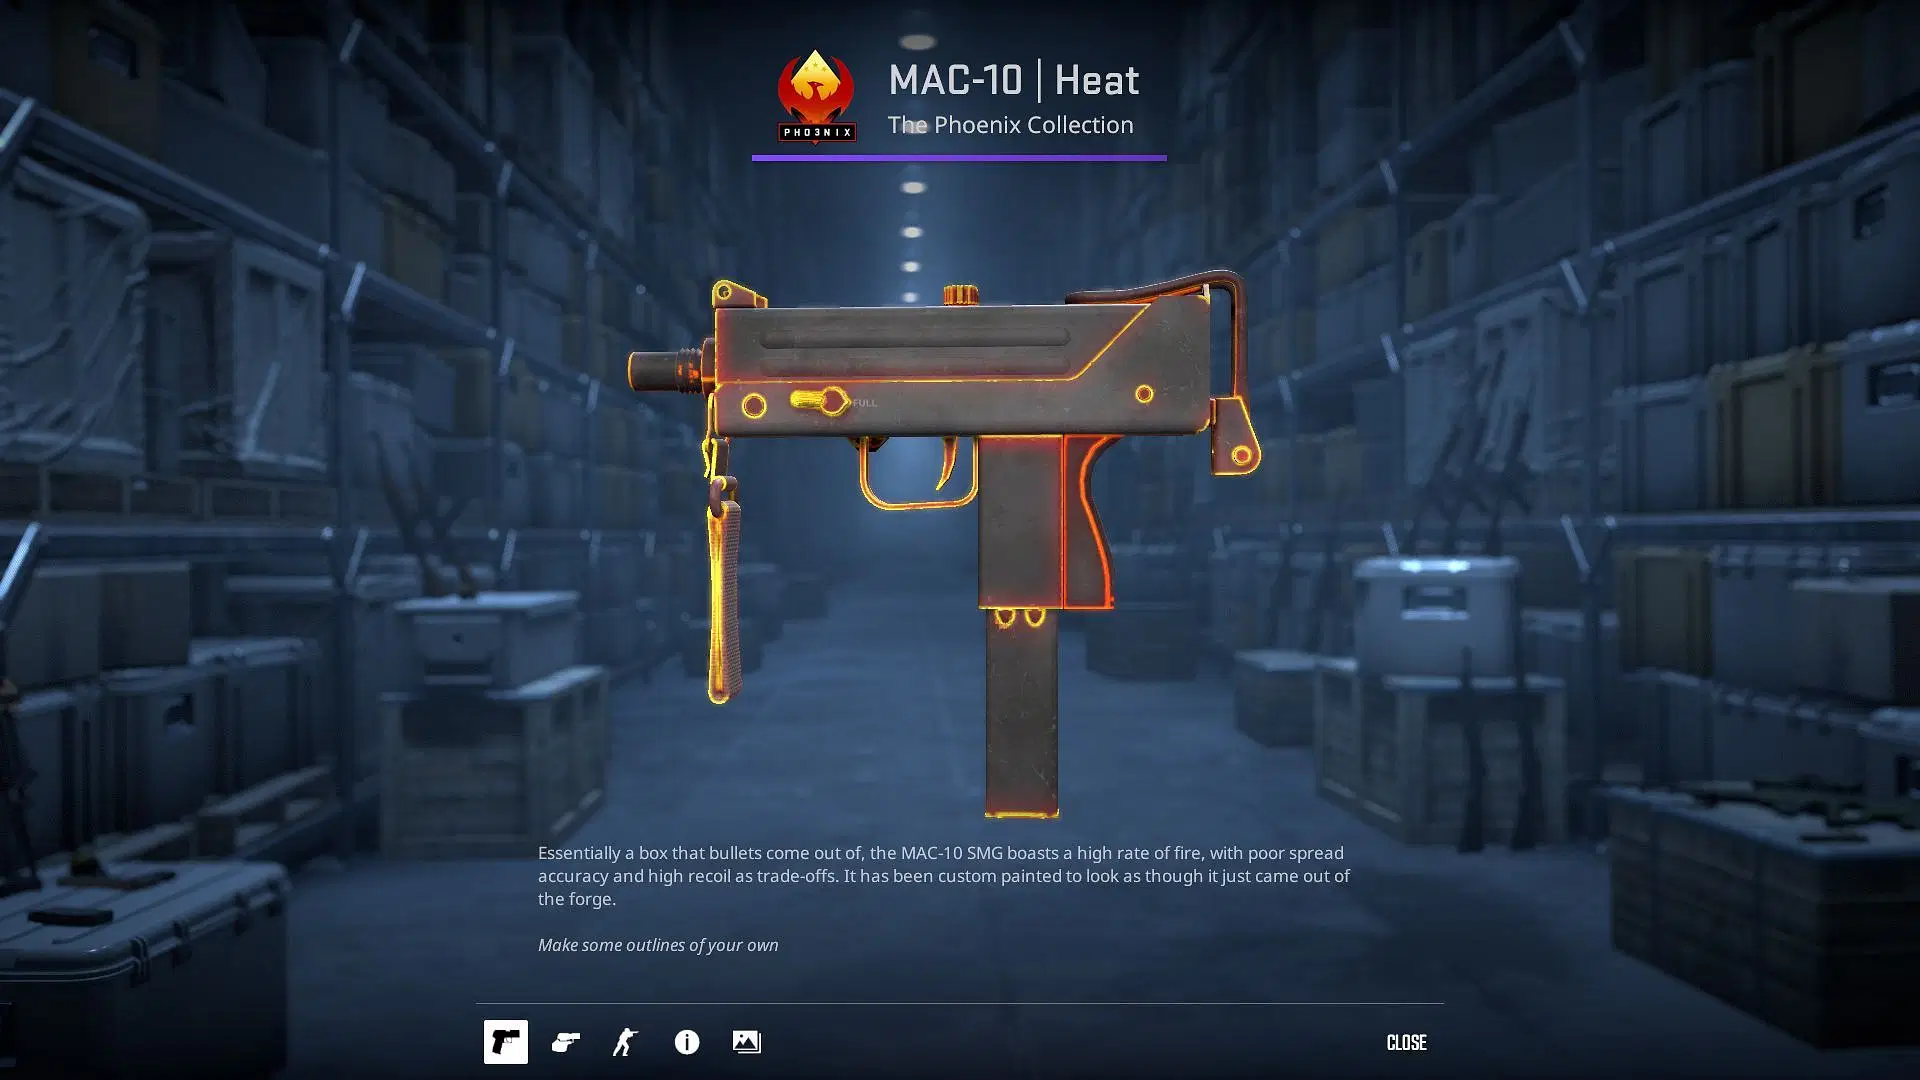 PHO3NIX
MAC-10 | Heat
The Phoenix Collection
FULL
Essentially a box that bullets come out of, the MAC-10 SMG boasts a high rate of fire, with poor spread
accuracy and high recoil as trade-offs. It has been custom painted to look as though it just came out of
the forge.
Make some outlines of your own
CLOSE